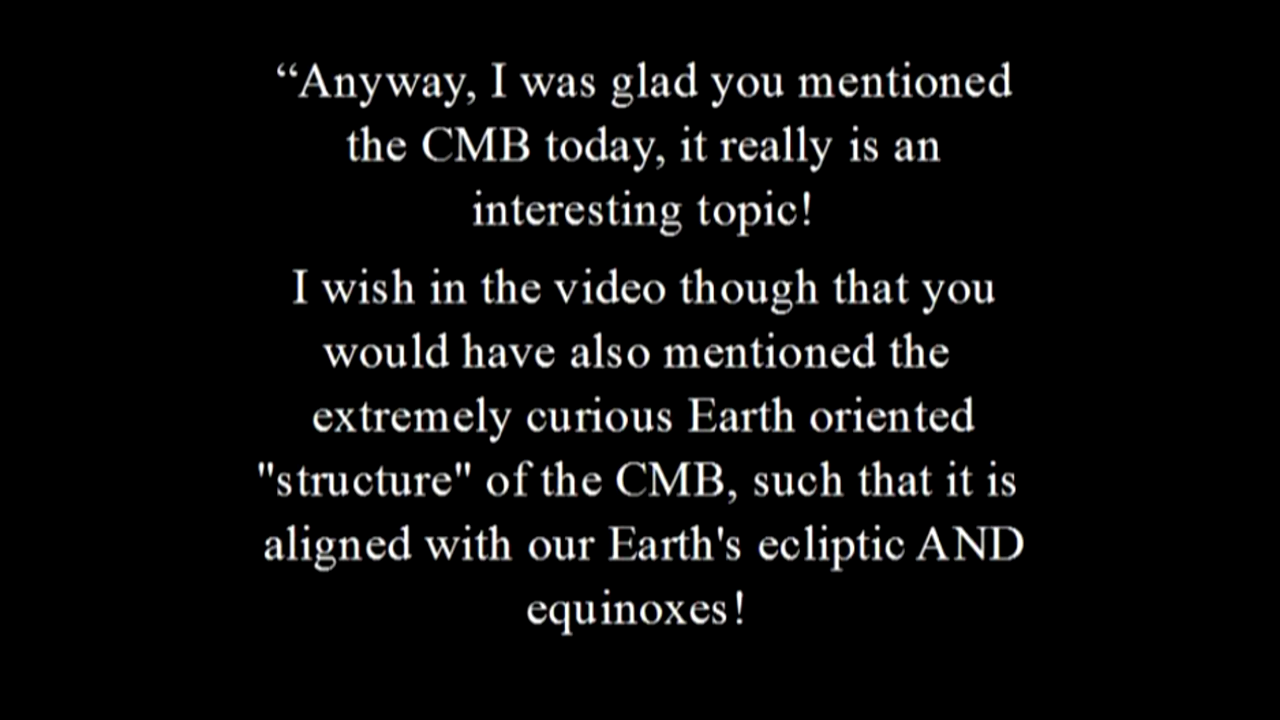 “Anyway, I was glad you mentioned
the CMB today, it really is an
interesting topic!
I wish in the video though that you
would have also mentioned the
extremely curious Earth oriented
"structure" of the CMB, such that it is
aligned with our Earth's ecliptic AND
equinoxes!